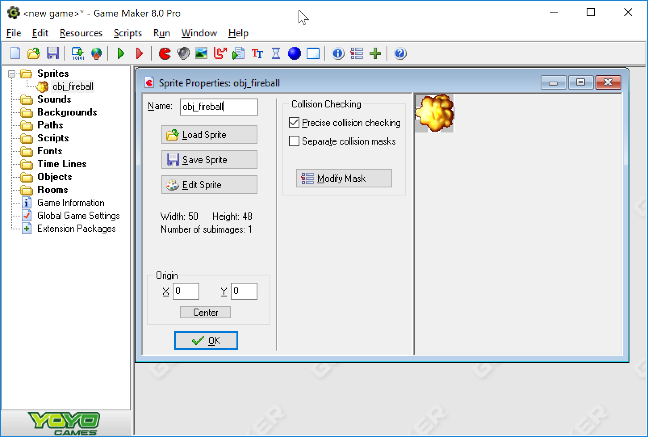 <new game>* - Game Maker 8.0 Pro
File Edit Resources Scripts Run Window Help
Sprites
obj_fireball
Sounds
Backgrounds
Paths
Scripts
Fonts
Time Lines
Objects
Rooms
Game Information
Global Game Settings
Extension Packages
YOYO
GAMES
Sprite Properties: obj_fireball
Name: obj_fireball
Load Sprite
Save Sprite
Edit Sprite
Width: 50 Height: 48
Number of subimages: 1
Origin
X 0 Y 0
Center
OK
Collision Checking
Precise collision checking
Separate collision masks
Modify Mask